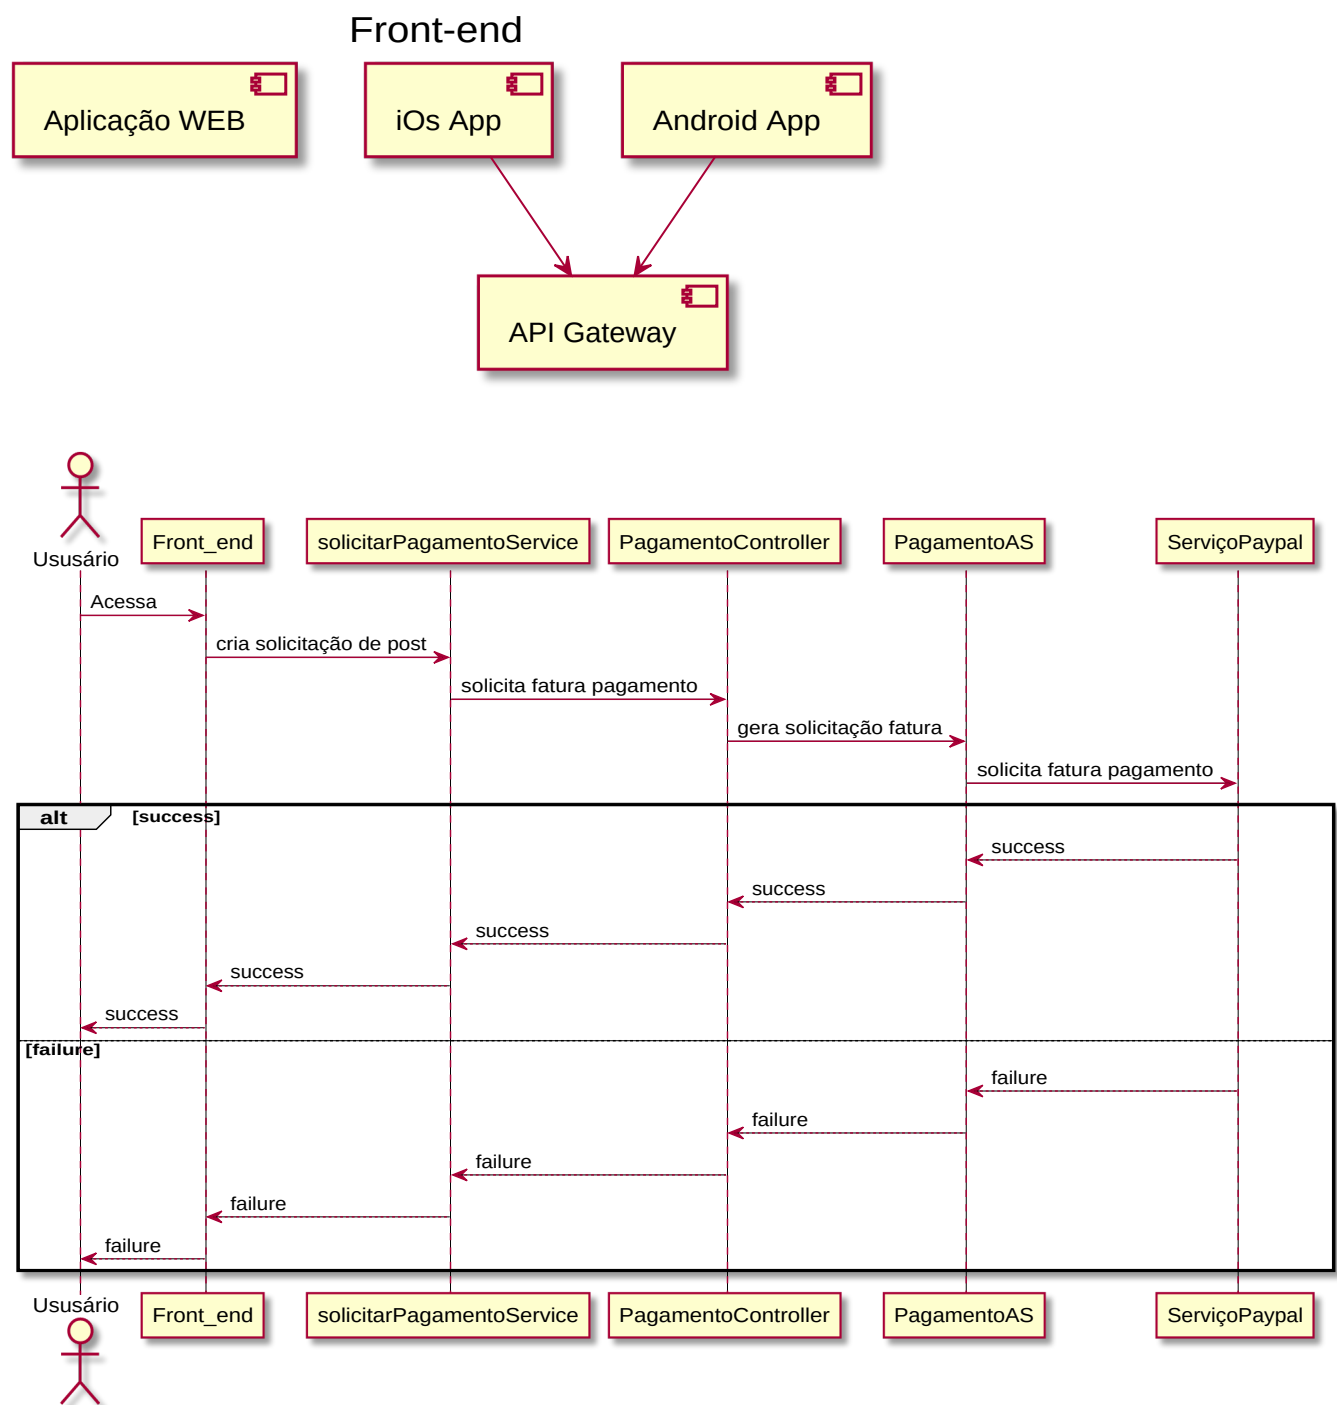 Front-end
Aplicação WEB
iOs App
Android App
API Gateway
Ususário
Front_end
solicitarPagamentoService
PagamentoController
PagamentoAS
ServiçoPaypal
Acessa
cria solicitação de post
solicita fatura pagamento
gera solicitação fatura
solicita fatura pagamento
alt
[success]
success
success
success
success
success
[failure]
failure
failure
failure
failure
failure
Ususário
Front_end
solicitarPagamentoService
PagamentoController
PagamentoAS
ServiçoPaypal